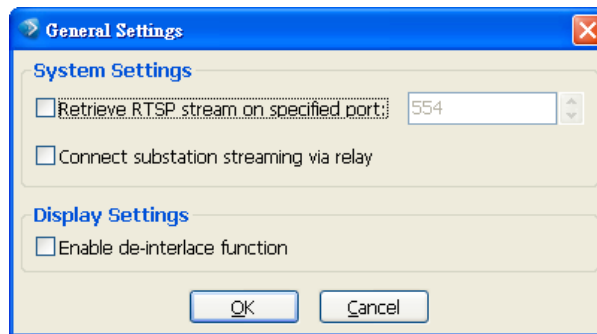 General Settings
System Settings
Retrieve RTSP stream on specified port: 554
Connect substation streaming via relay
Display Settings
Enable de-interlace function
OK Cancel